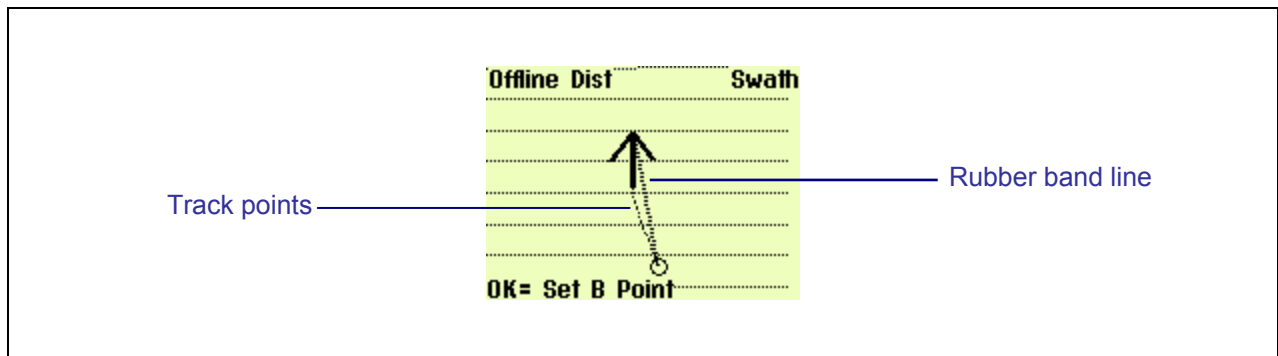 Offline Dist Swath
Rubber band line
Track points
OK= Set B Point